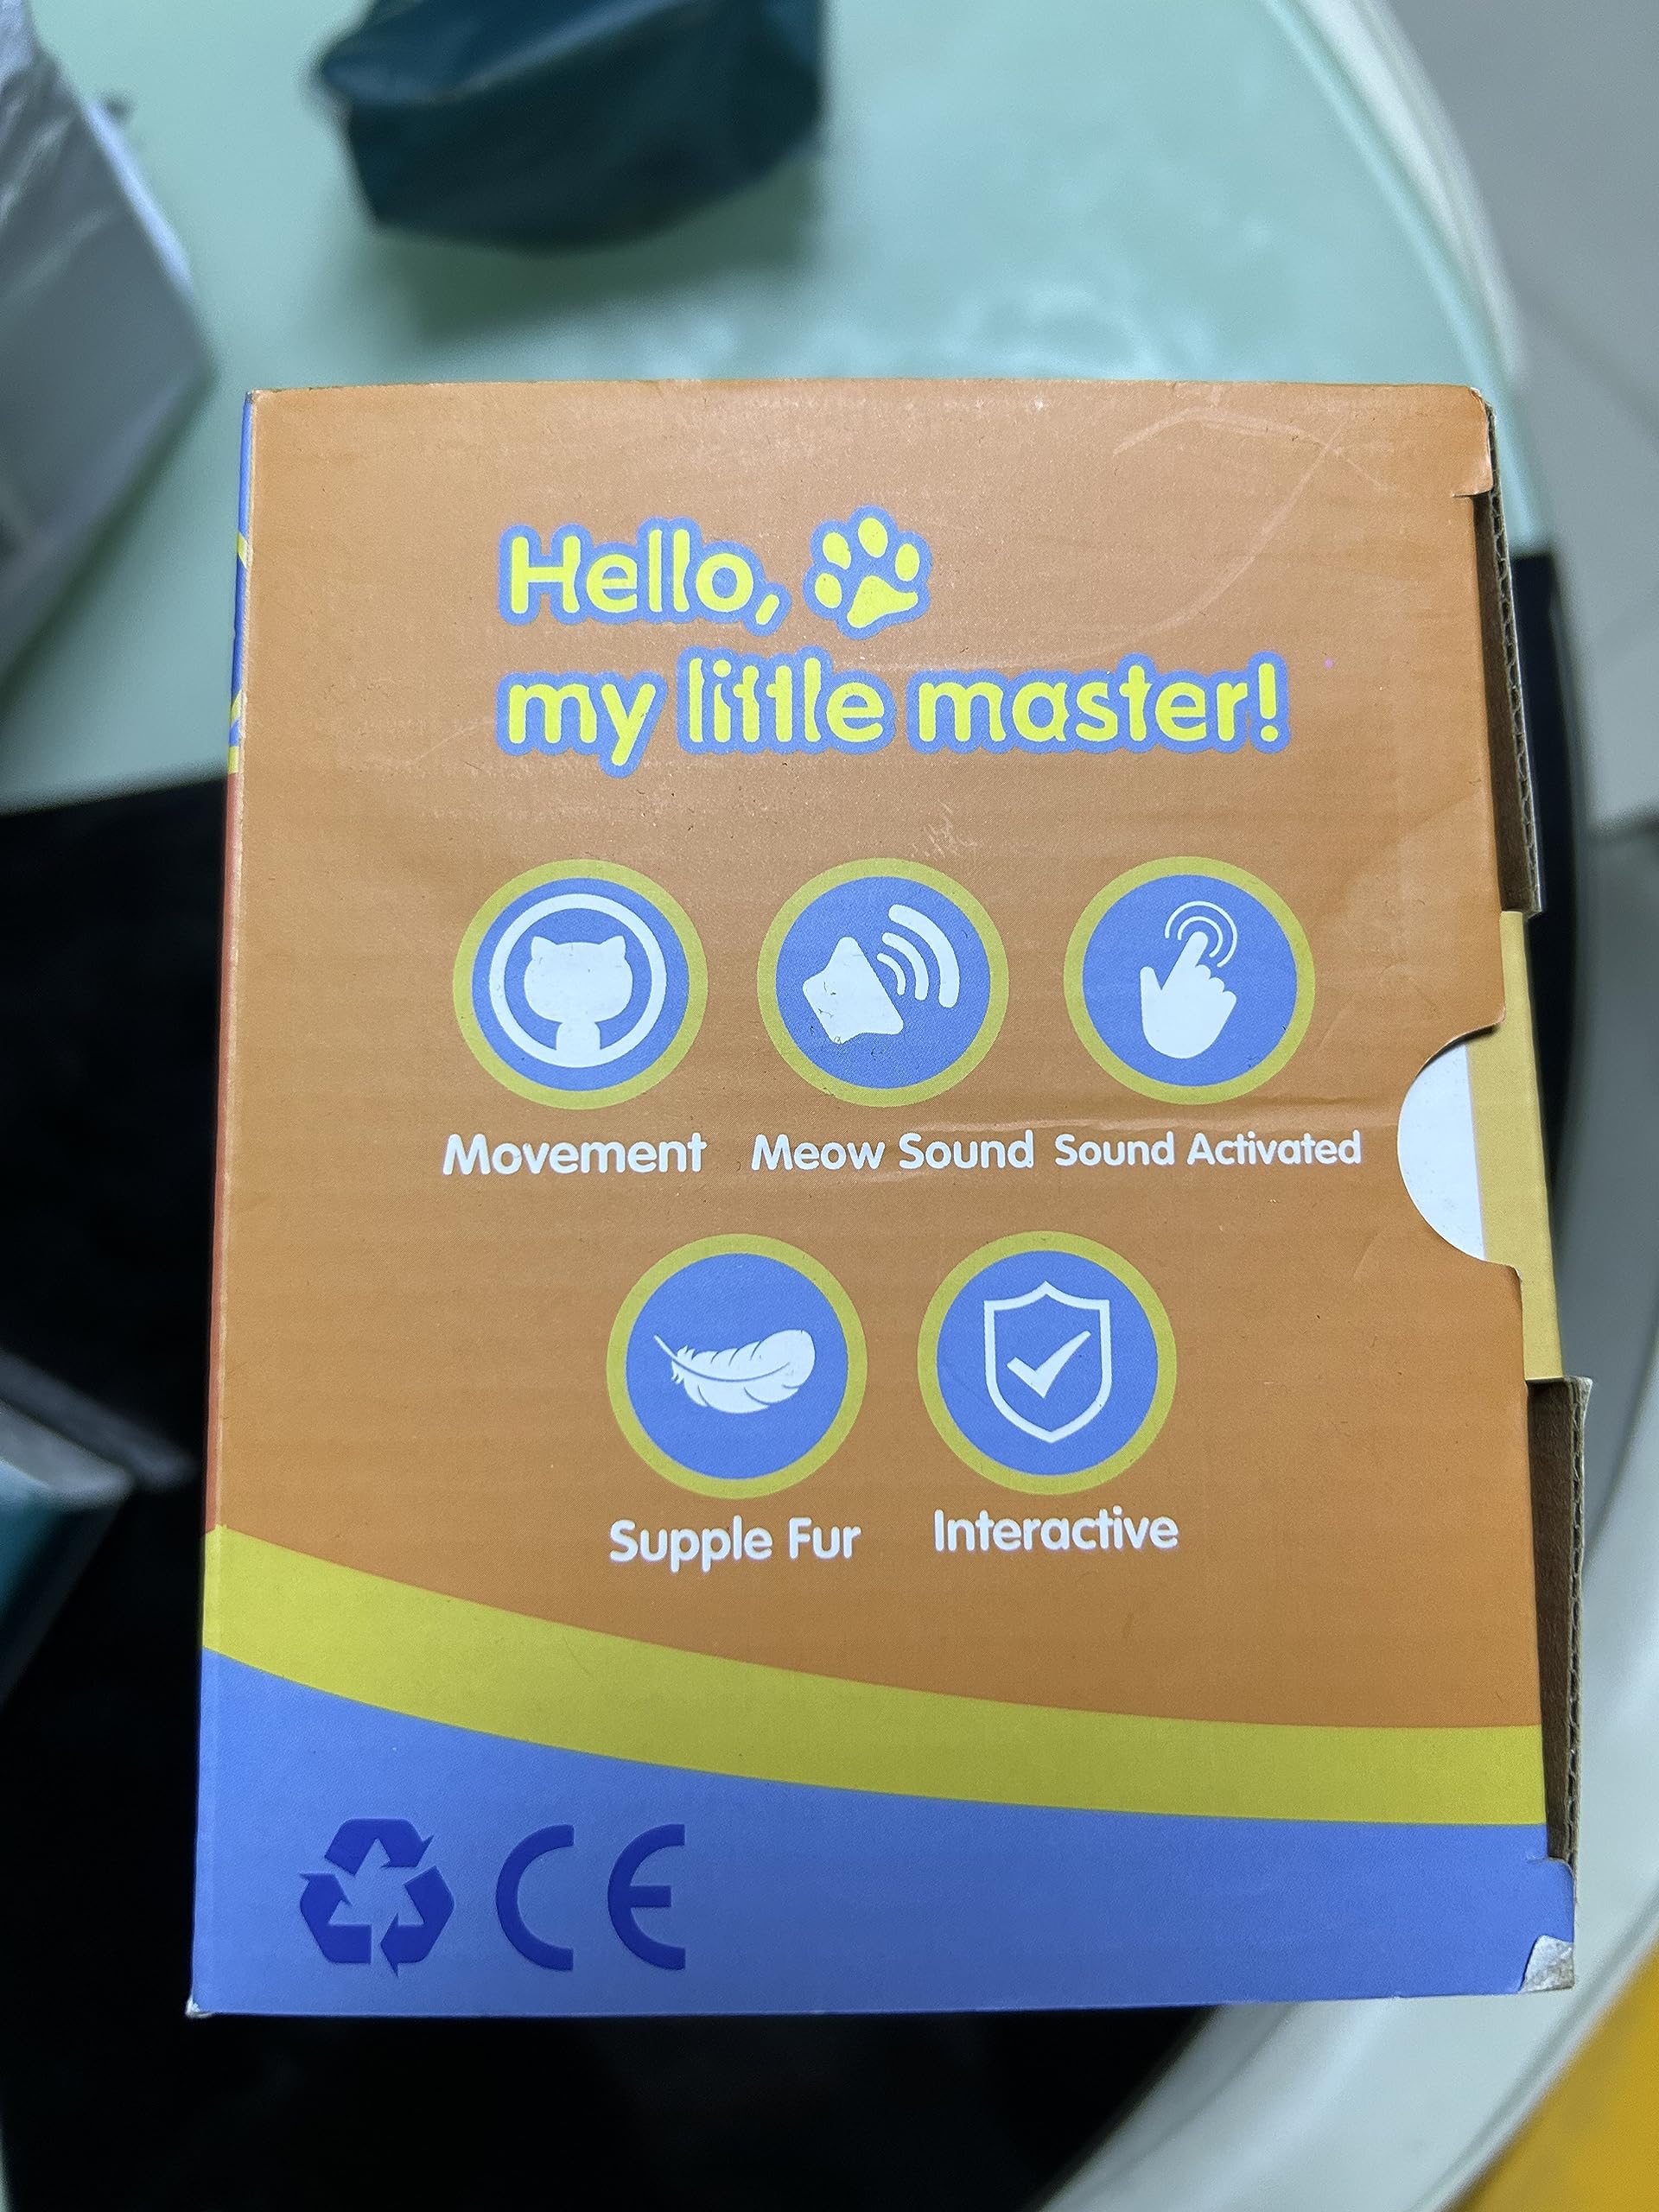 Hello,
my little master!
Movement Meow Sound Sound Activated
Supple Fur Interactive
CE